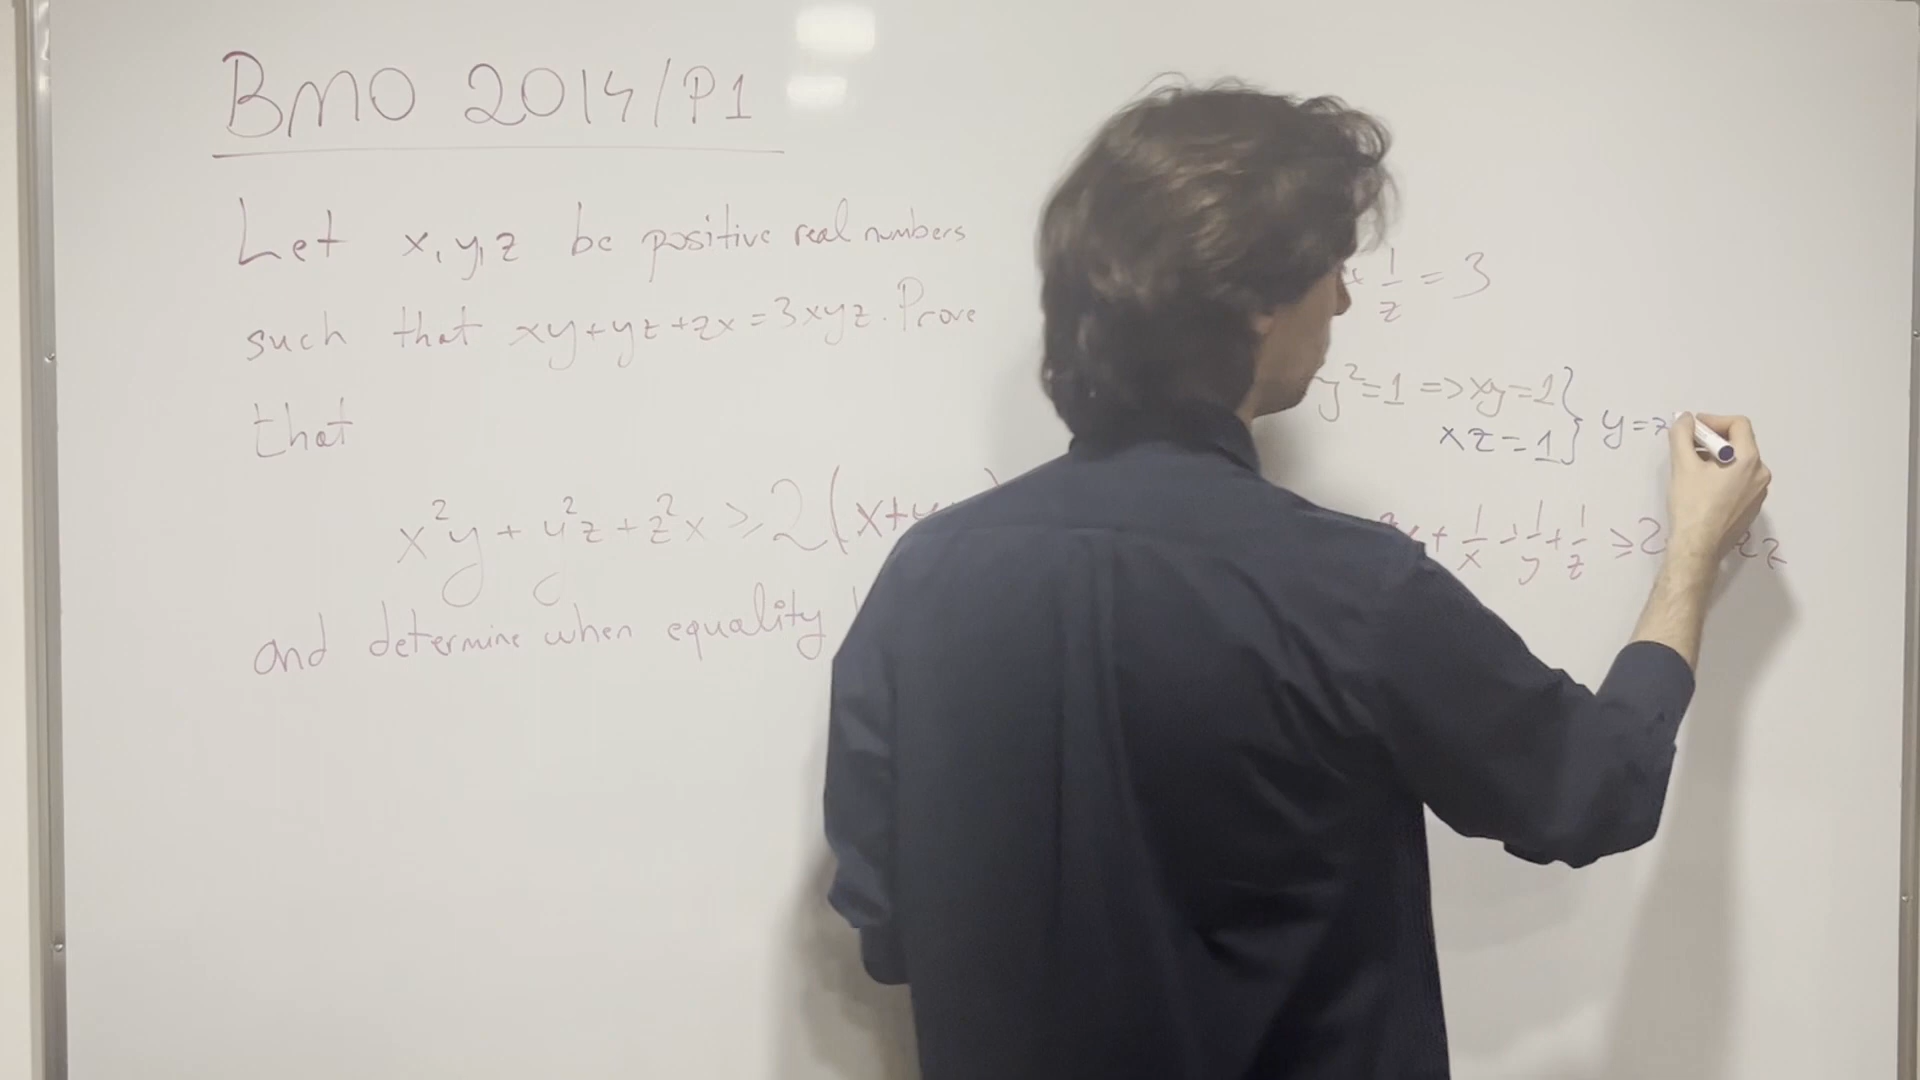 BMO 2014/P1
Let x, y, z be positive real numbers
such that xy+yz+zx=3xyz. Prove
that
x²y + y²z + z²x ≥ 2(x+y
and determine when equality
1/z = 3
y²=1 => xy=1
xz=1 } y=z
+ 1/x + 1/y + 1/z ≥ 2